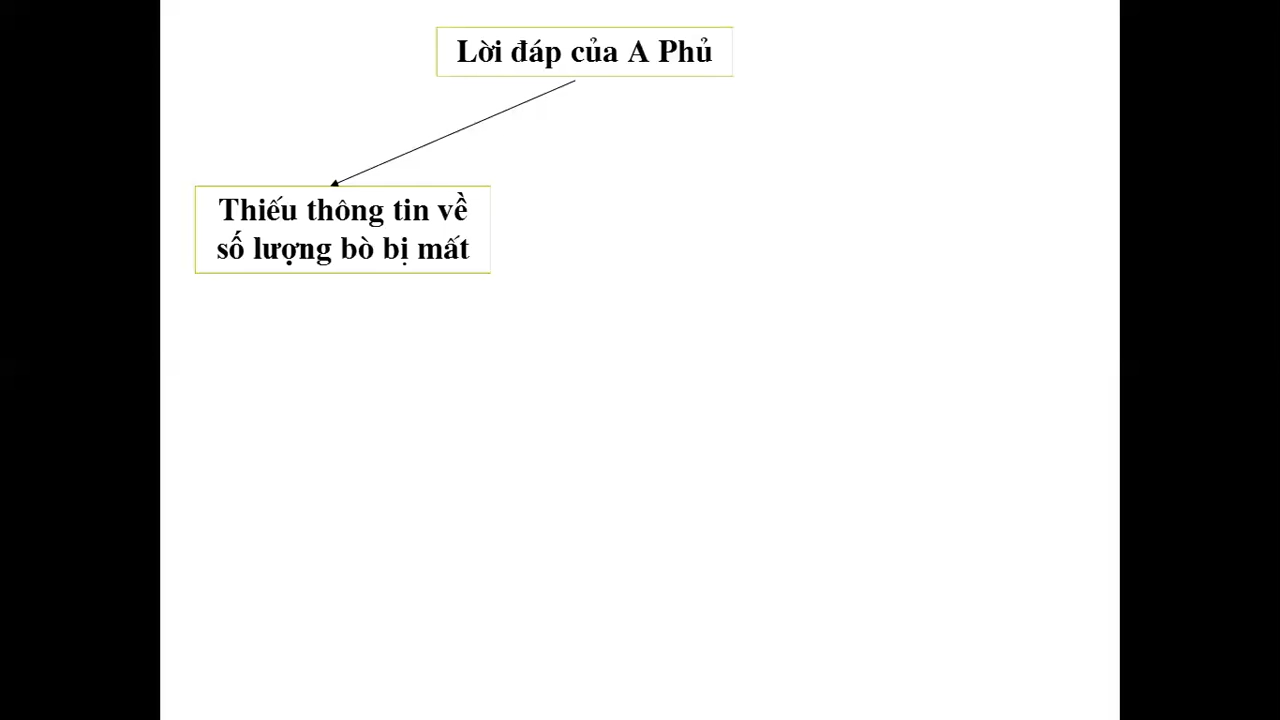 Lời đáp của A Phủ
Thiếu thông tin về
số lượng bò bị mất